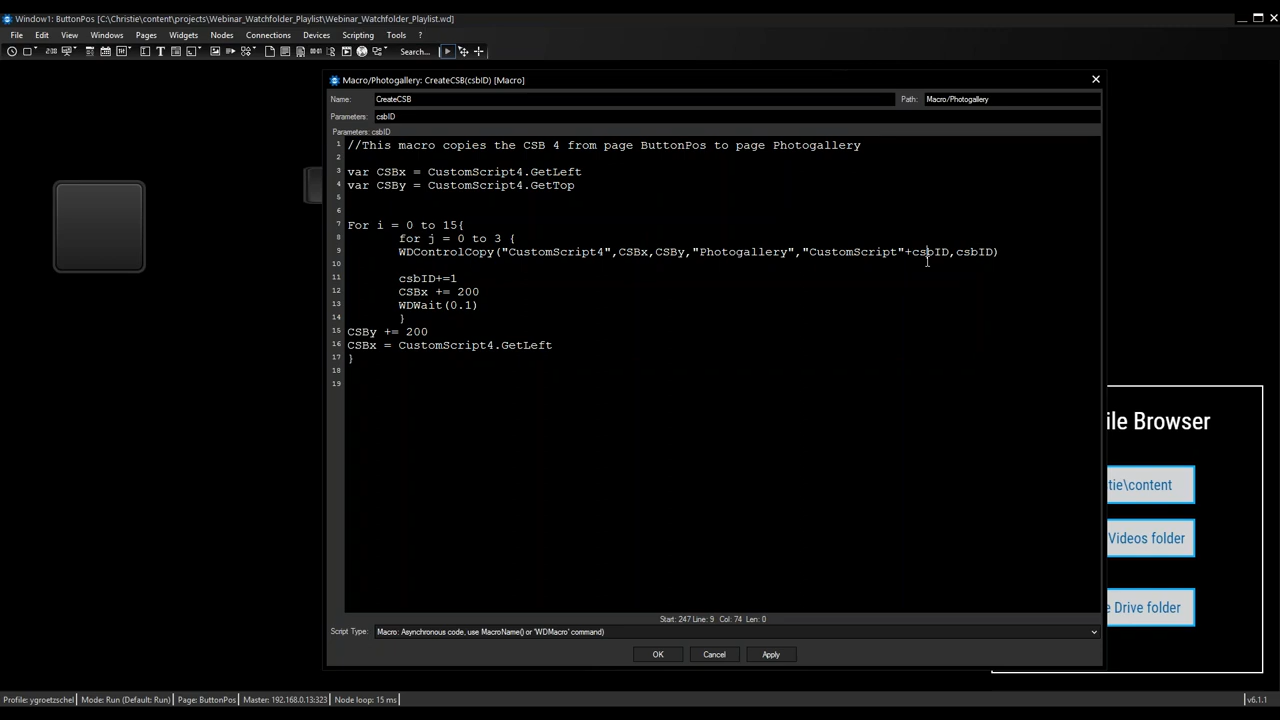 Window1: ButtonPos [C:\Christie\content\projects\Webinar_Watchfolder_Playlist\Webinar_Watchfolder_Playlist.wd]
File Edit View Windows Pages Widgets Nodes Connections Devices Scripting Tools ?
Search...
Macro/Photogallery: CreateCSB(csbID) [Macro]
Name: CreateCSB Path: Macro/Photogallery
Parameters: csbID
Parameters: csbID
1 //This macro copies the CSB 4 from page ButtonPos to page Photogallery
2
3 var CSBx = CustomScript4.GetLeft
4 var CSBy = CustomScript4.GetTop
5
6
7 For i = 0 to 15{
8 for j = 0 to 3 {
9 WDControlCopy("CustomScript4",CSBx,CSBy,"Photogallery","CustomScript"+csbID,csbID)
10
11 csbID+=1
12 CSBx += 200
13 WDWait(0.1)
14 }
15 CSBy += 200
16 CSBx = CustomScript4.GetLeft
17 }
18
19
ile Browser
tie\content
Videos folder
e Drive folder
Start: 247 Line: 9 Col: 74 Len: 0
Script Type: Macro: Asynchronous code, use MacroName() or 'WDMacro' command)
OK Cancel Apply
Profile: ygroetzschel Mode: Run (Default: Run) Page: ButtonPos Master: 192.168.0.13:323 Node loop: 15 ms v6.1.1